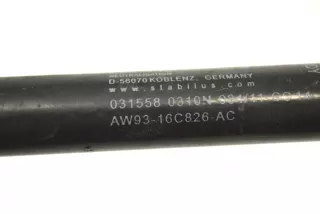 D-56070 KOBLENZ, GERMANY
www.stabilus.com
031558 0310N
AW93-16C826-AC